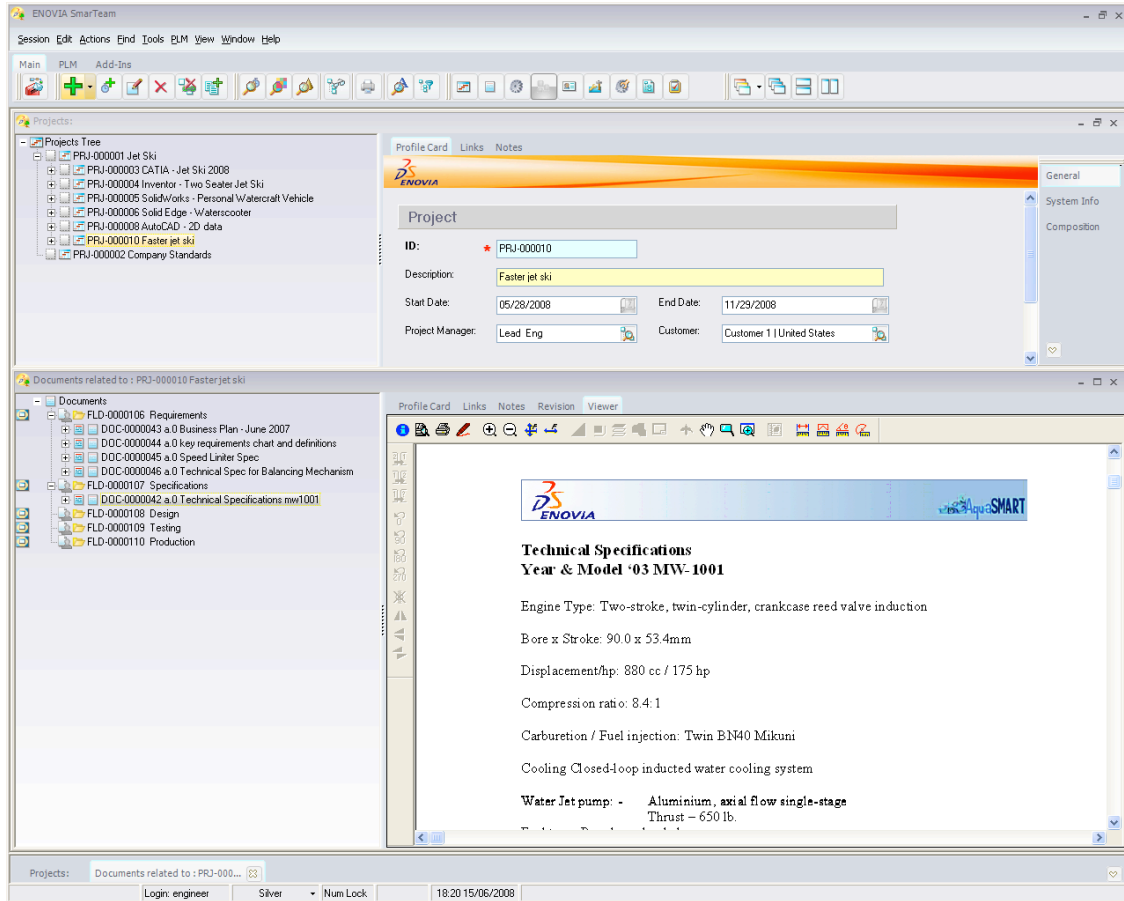 ENOVIA SmarTeam
Session Edit Actions Find Tools PLM View Window Help
Main PLM Add-Ins
Projects:
Projects Tree
PRJ-000001 Jet Ski
PRJ-000003 CATIA - Jet Ski 2008
PRJ-000004 Inventor - Two Seater Jet Ski
PRJ-000005 SolidWorks - Personal Watercraft Vehicle
PRJ-000006 Solid Edge - Waterscooter
PRJ-000008 AutoCAD - 2D data
PRJ-000010 Faster jet ski
PRJ-000002 Company Standards
Profile Card Links Notes
ENOVIA
Project
ID: * PRJ-000010
Description: Faster jet ski
Start Date: 05/28/2008 End Date: 11/29/2008
Project Manager: Lead Eng Customer: Customer 1 | United States
General
System Info
Composition
Documents related to : PRJ-000010 Faster jet ski
Documents
FLD-0000106 Requirements
DOC-0000043 a.0 Business Plan - June 2007
DOC-0000044 a.0 key requirements chart and definitions
DOC-0000045 a.0 Speed Liniter Spec
DOC-0000046 a.0 Technical Spec for Balancing Mechanism
FLD-0000107 Specifications
DOC-0000042 a.0 Technical Specifications mw1001
FLD-0000108 Design
FLD-0000109 Testing
FLD-0000110 Production
Profile Card Links Notes Revision Viewer
0
90
180
270
ENOVIA
AquaSMART
Technical Specifications
Year & Model ‘03 MW-1001
Engine Type: Two-stroke, twin-cylinder, crankcase reed valve induction
Bore x Stroke: 90.0 x 53.4mm
Displacement/hp: 880 cc / 175 hp
Compression ratio: 8.4:1
Carburetion / Fuel injection: Twin BN40 Mikuni
Cooling Closed-loop inducted water cooling system
Water Jet pump: - Aluminium, axial flow single-stage
Thrust – 650 lb.
Projects: Documents related to : PRJ-000...
Login: engineer Silver Num Lock 18:20 15/06/2008